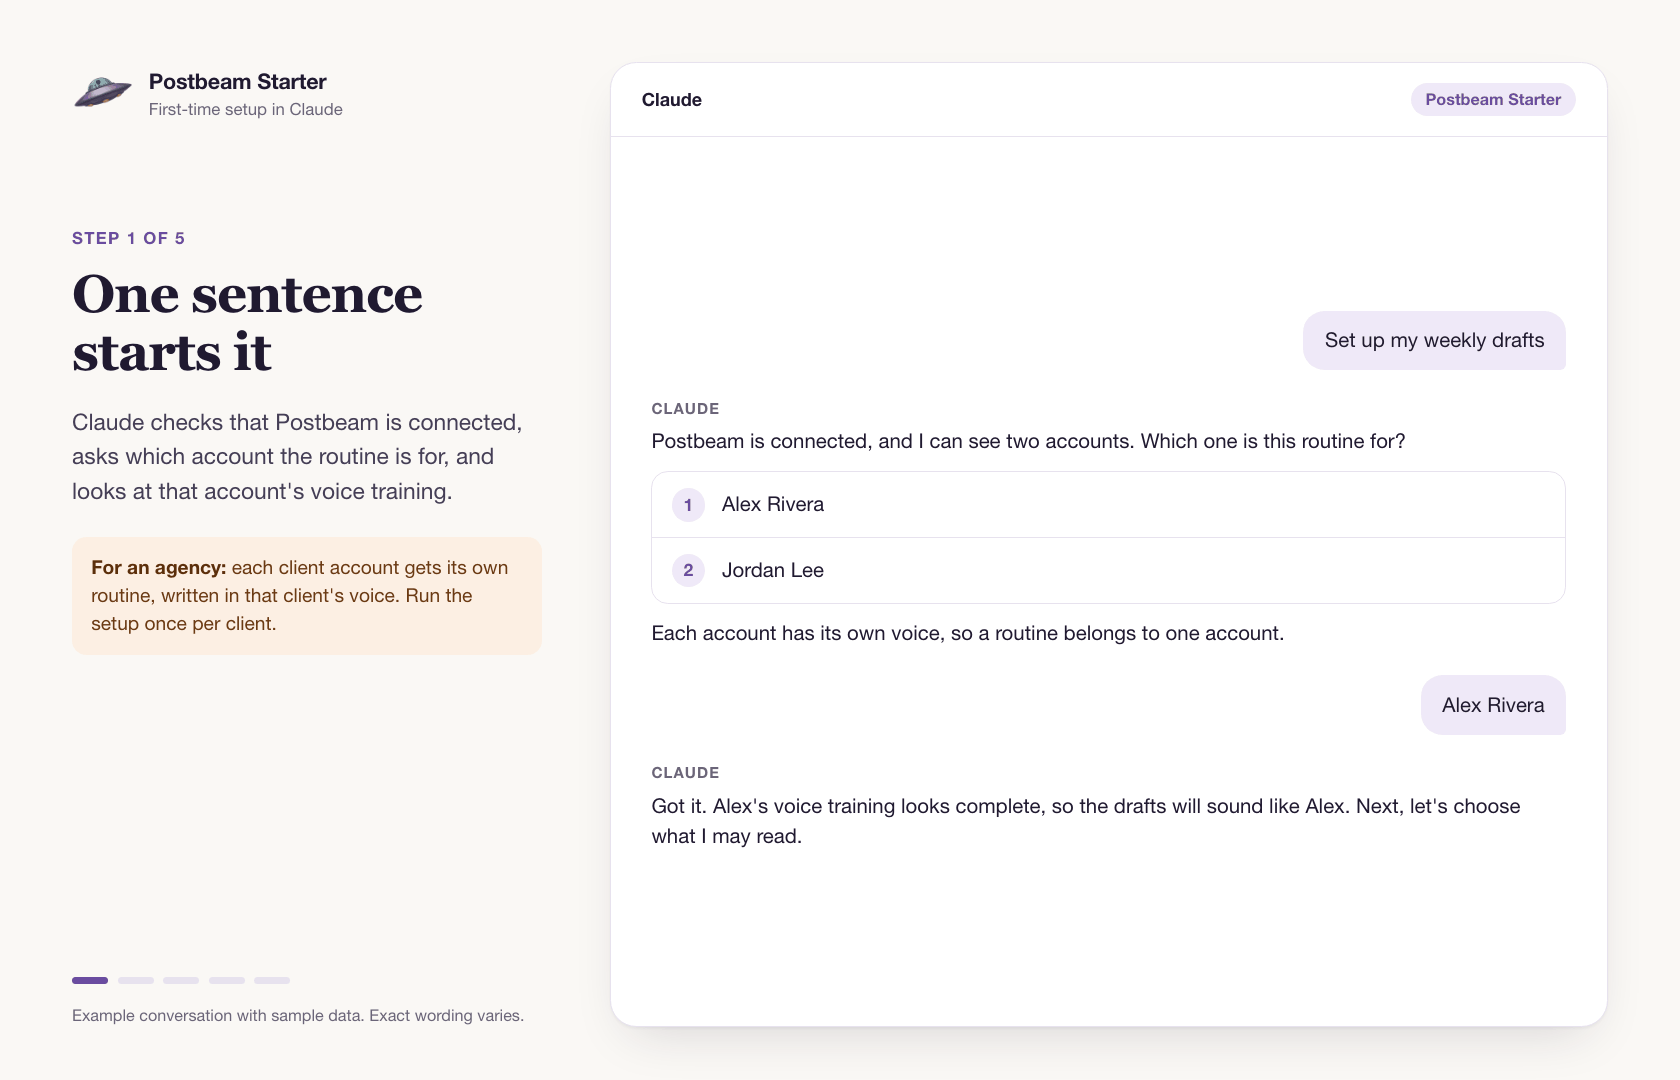 Postbeam Starter
First-time setup in Claude
STEP 1 OF 5
One sentence
starts it
Claude checks that Postbeam is connected,
asks which account the routine is for, and
looks at that account's voice training.
For an agency: each client account gets its own
routine, written in that client's voice. Run the
setup once per client.
Example conversation with sample data. Exact wording varies.
Claude
Postbeam Starter
Set up my weekly drafts
CLAUDE
Postbeam is connected, and I can see two accounts. Which one is this routine for?
1 Alex Rivera
2 Jordan Lee
Each account has its own voice, so a routine belongs to one account.
Alex Rivera
CLAUDE
Got it. Alex's voice training looks complete, so the drafts will sound like Alex. Next, let's choose
what I may read.